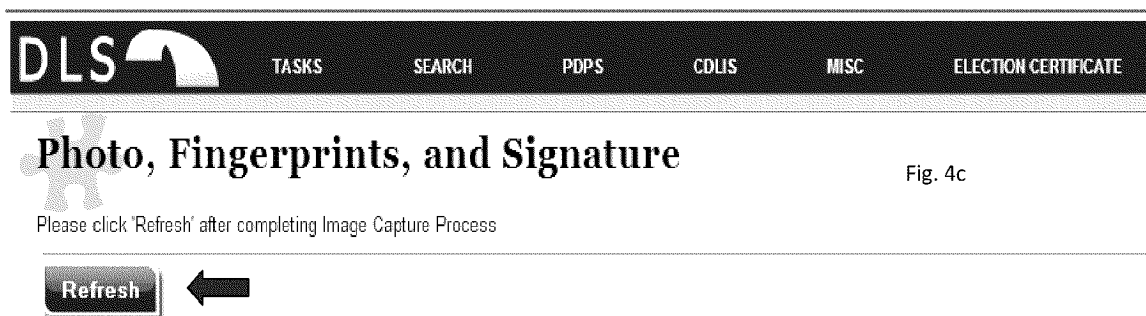 DLS TASKS SEARCH PDPS CDLIS MISC ELECTION CERTIFICATE
Photo, Fingerprints, and Signature
Fig. 4c
Please click 'Refresh' after completing Image Capture Process
Refresh